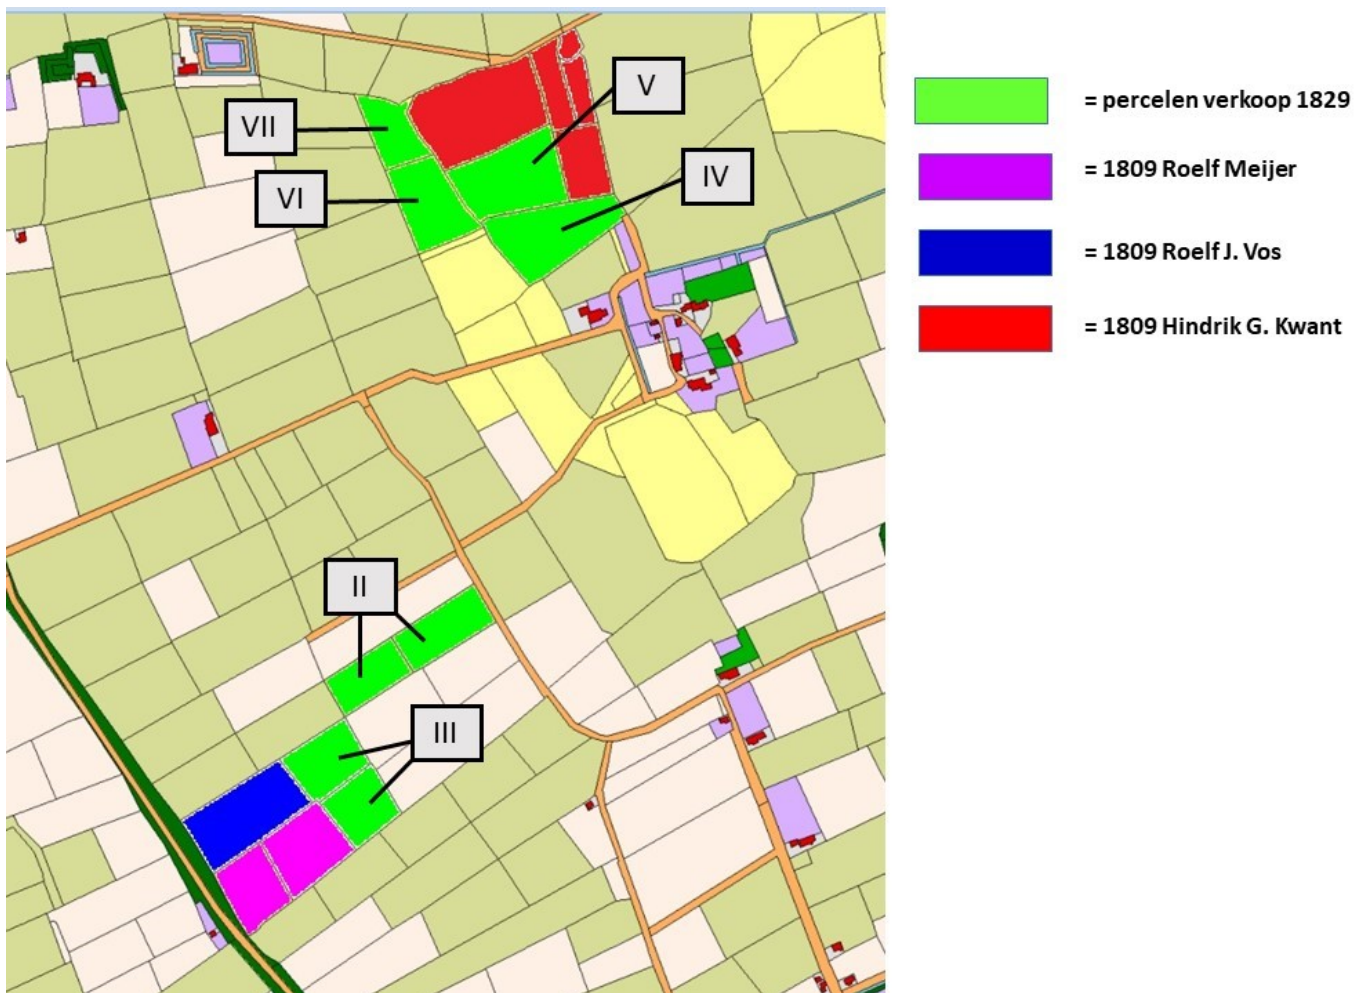 V
VII
IV
VI
II
III
= percelen verkoop 1829
= 1809 Roelf Meijer
= 1809 Roelf J. Vos
= 1809 Hindrik G. Kwant